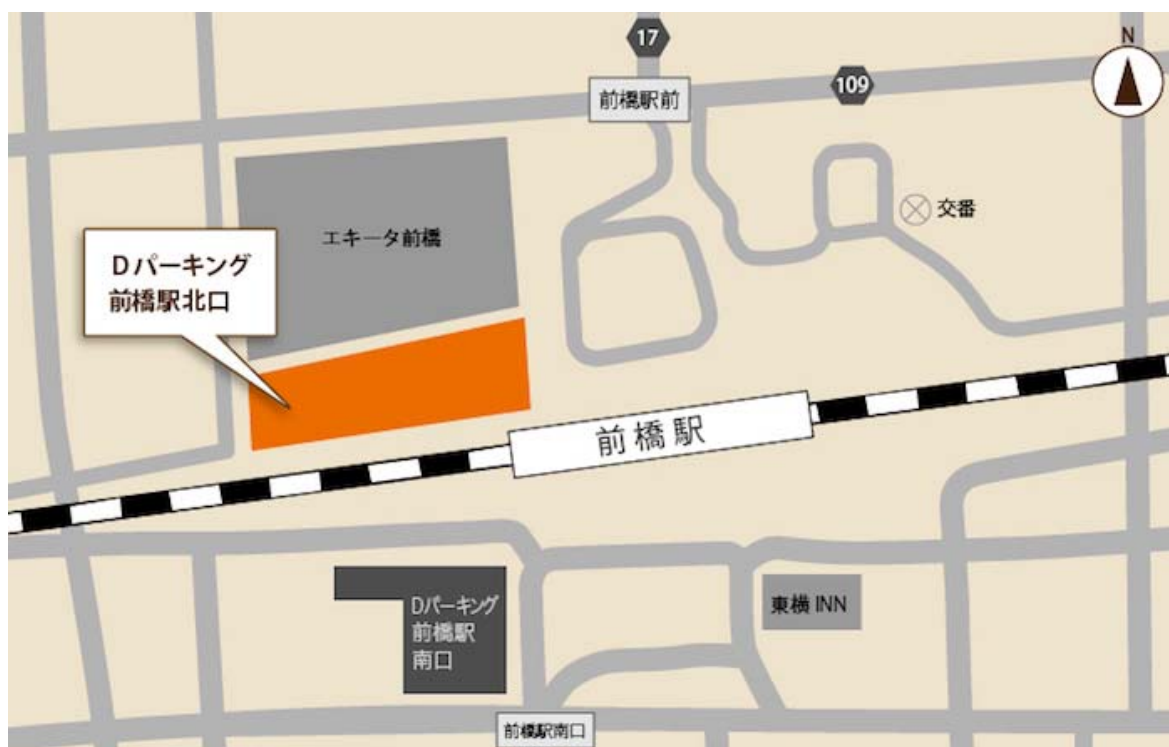 17
N
109
前橋駅前
交番
エキータ前橋
Dパーキング
前橋駅北口
前橋駅
Dパーキング
前橋駅
南口
東横 INN
前橋駅南口